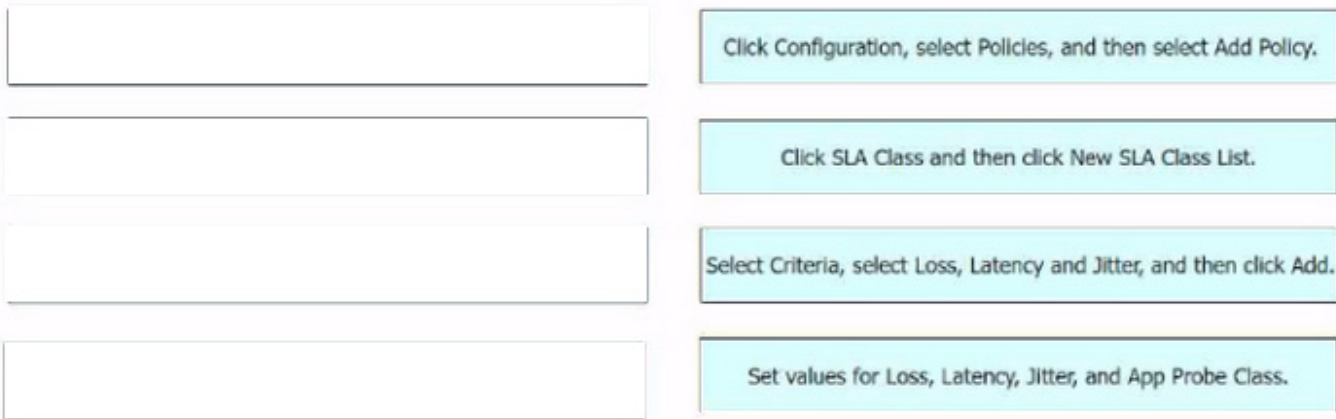 Click Configuration, select Policies, and then select Add Policy.
Click SLA Class and then click New SLA Class List.
Select Criteria, select Loss, Latency and Jitter, and then click Add.
Set values for Loss, Latency, Jitter, and App Probe Class.